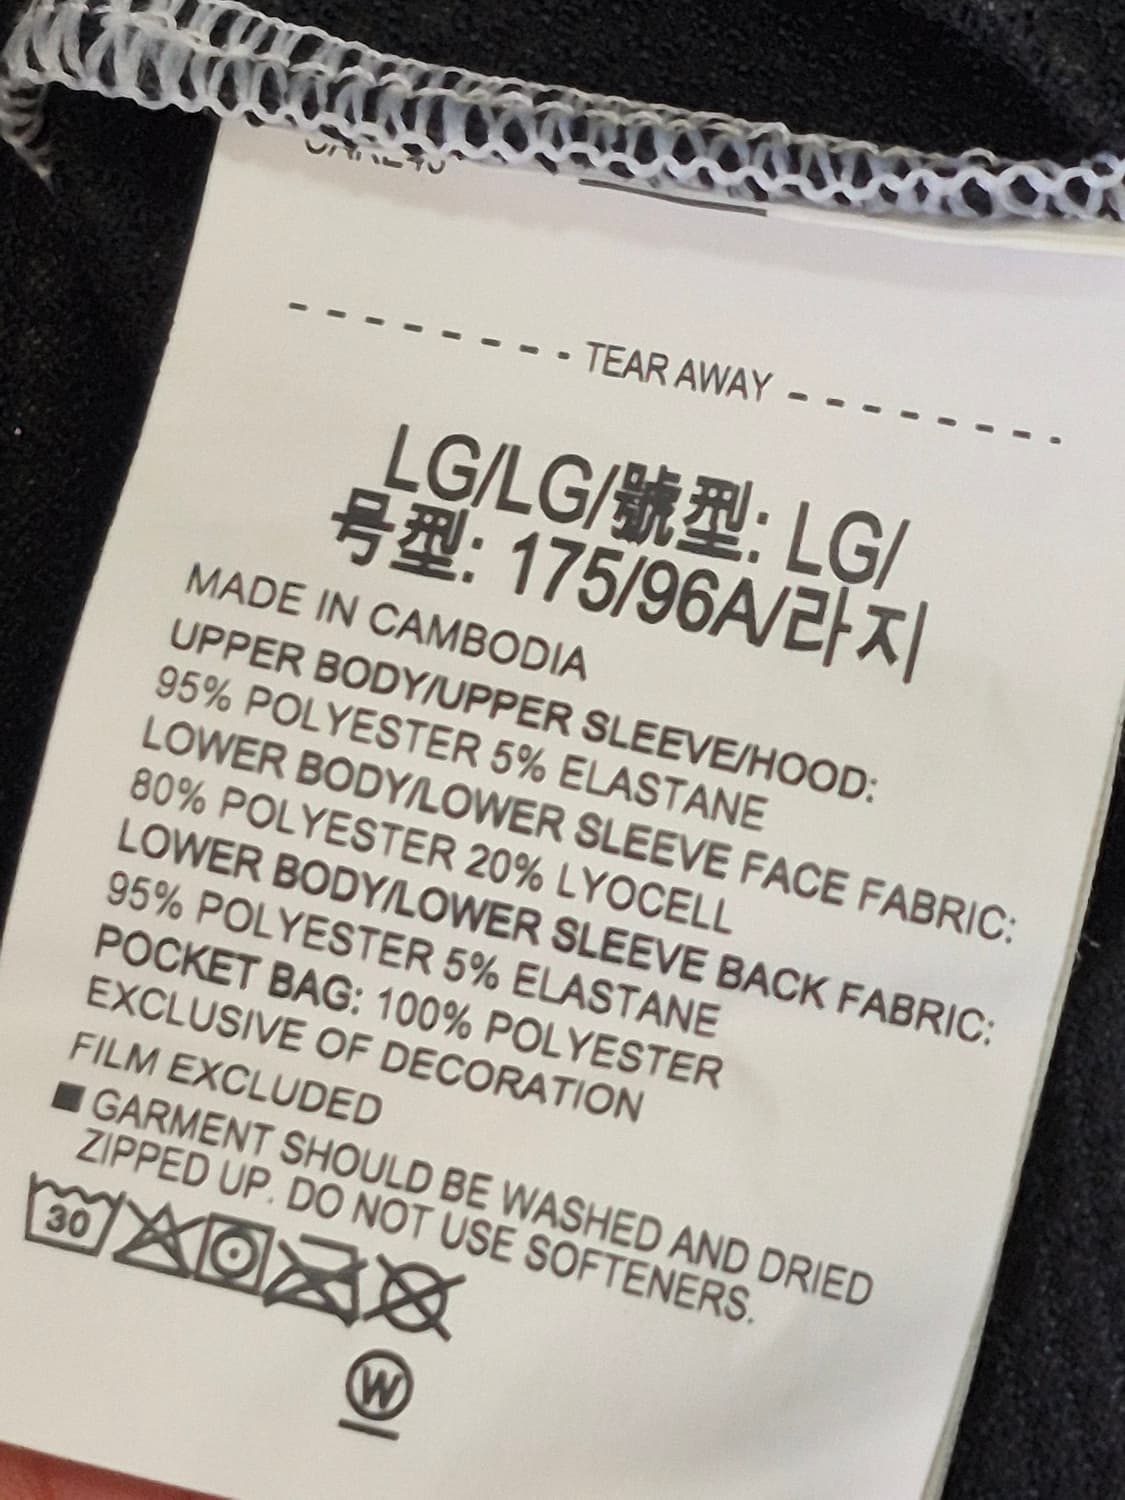 TEAR AWAY
LG/LG/號型: LG/
号型: 175/96A/라지
MADE IN CAMBODIA
UPPER BODY/UPPER SLEEVE/HOOD:
95% POLYESTER 5% ELASTANE
LOWER BODY/LOWER SLEEVE FACE FABRIC:
80% POLYESTER 20% LYOCELL
LOWER BODY/LOWER SLEEVE BACK FABRIC:
95% POLYESTER 5% ELASTANE
POCKET BAG: 100% POLYESTER
EXCLUSIVE OF DECORATION
FILM EXCLUDED
■ GARMENT SHOULD BE WASHED AND DRIED
ZIPPED UP. DO NOT USE SOFTENERS.
30
W